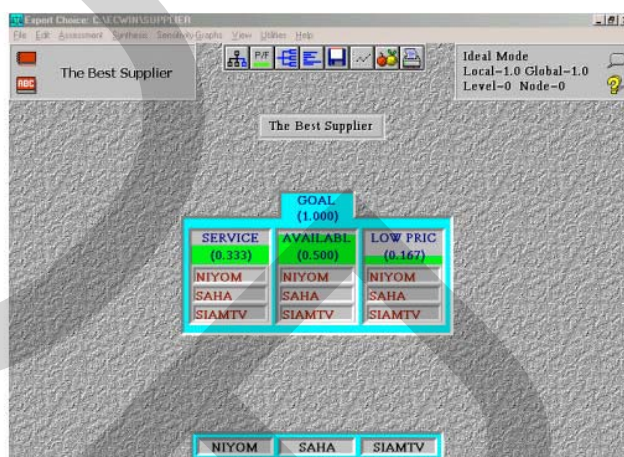 Expert Choice: C:\ECWIN\SUPPLIER
File Edit Assessment Synthesis Sensitivity-Graphs View Utilities Help
ABC
The Best Supplier
P/F
Ideal Mode
Local=1.0 Global=1.0
Level=0 Node=0
The Best Supplier
GOAL
(1.000)
SERVICE AVAILABL LOW PRIC
(0.333) (0.500) (0.167)
NIYOM NIYOM NIYOM
SAHA SAHA SAHA
SIAMTV SIAMTV SIAMTV
NIYOM SAHA SIAMTV